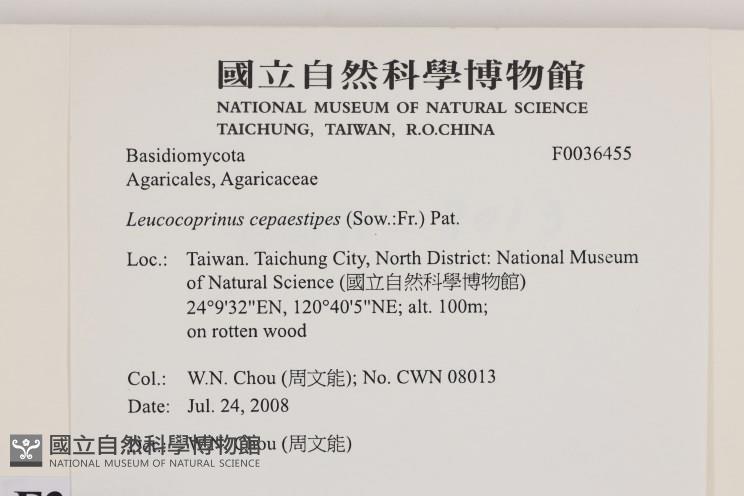 國立自然科學博物館
NATIONAL MUSEUM OF NATURAL SCIENCE
TAICHUNG, TAIWAN, R.O.CHINA
Basidiomycota F0036455
Agaricales, Agaricaceae
Leucocoprinus cepaestipes (Sow.:Fr.) Pat.
Loc.: Taiwan. Taichung City, North District: National Museum
of Natural Science (國立自然科學博物館)
24°9'32"EN, 120°40'5"NE; alt. 100m;
on rotten wood
Col.: W.N. Chou (周文能); No. CWN 08013
Date: Jul. 24, 2008
W.N. Chou (周文能)
國立自然科學博物館
NATIONAL MUSEUM OF NATURAL SCIENCE